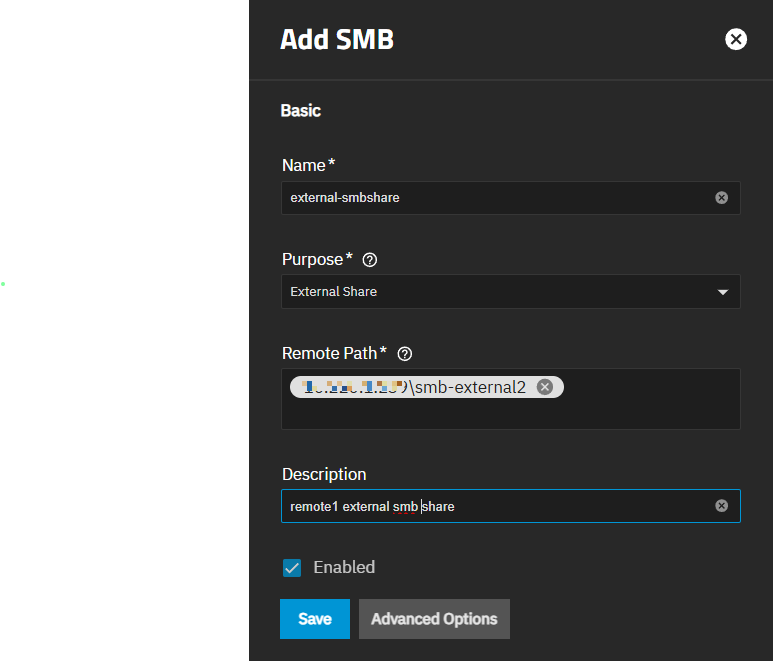 Add SMB
Basic
Name*
external-smbshare
Purpose*
External Share
Remote Path*
\smb-external2
Description
remote1 external smb share
Enabled
Save Advanced Options